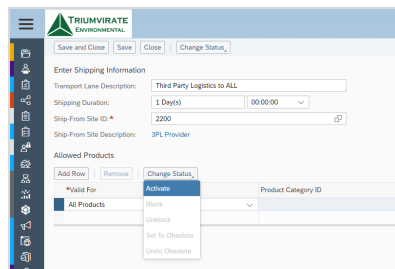 TRIUMVIRATE
ENVIRONMENTAL
Save and Close Save Close Change Status
Enter Shipping Information
Transport Lane Description: Third Party Logistics to ALL
Shipping Duration: 1 Day(s) 00:00:00
Ship-From Site ID: * 2200
Ship-From Site Description: 3PL Provider
Allowed Products
Add Row Remove Change Status
*Valid For Product Category ID
Activate
All Products
Block
Unblock
Set To Obsolete
Undo Obsolete